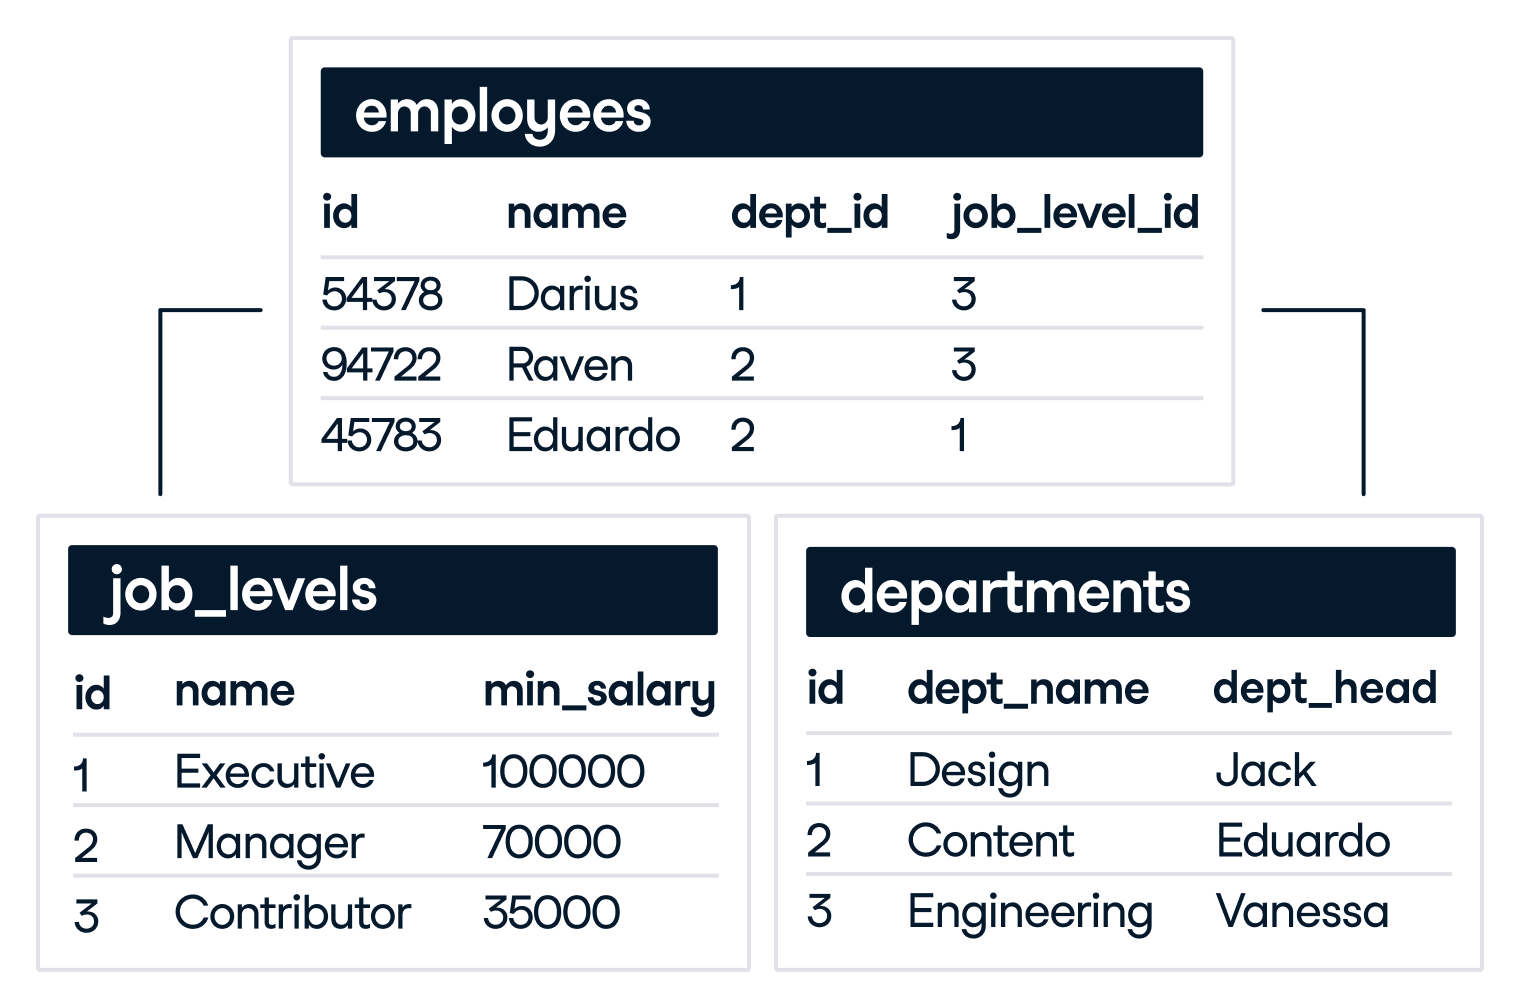 employees
id name dept_id job_level_id
54378 Darius 1 3
94722 Raven 2 3
45783 Eduardo 2 1
job_levels
id name min_salary
1 Executive 100000
2 Manager 70000
3 Contributor 35000
departments
id dept_name dept_head
1 Design Jack
2 Content Eduardo
3 Engineering Vanessa